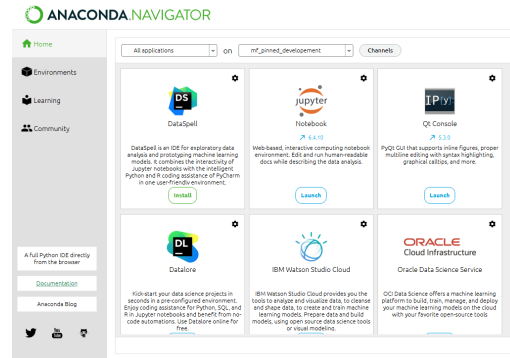 ANACONDA.NAVIGATOR
Home
Environments
Learning
Community
A full Python IDE directly
from the browser
Documentation
Anaconda Blog
You
Tube
All applications
on
mf_pinned_developement
Channels
DS
DataSpell
DataSpell is an IDE for exploratory data
analysis and prototyping machine learning
models. It combines the interactivity of
Jupyter notebooks with the intelligent
Python and R coding assistance of PyCharm
in one user-friendly environment.
Install
jupyter
Notebook
6.4.10
Web-based, interactive computing notebook
environment. Edit and run human-readable
docs while describing the data analysis.
Launch
IP[y]:
Qt Console
5.3.0
PyQt GUI that supports inline figures, proper
multiline editing with syntax highlighting,
graphical calltips, and more.
Launch
DL
Datalore
Kick-start your data science projects in
seconds in a pre-configured environment.
Enjoy coding assistance for Python, SQL, and
R in Jupyter notebooks and benefit from no-
code automations. Use Datalore online for
free.
IBM Watson Studio Cloud
IBM Watson Studio Cloud provides you the
tools to analyze and visualize data, to cleanse
and shape data, to create and train machine
learning models. Prepare data and build
models, using open source data science tools
or visual modeling.
ORACLE
Cloud Infrastructure
Oracle Data Science Service
OCI Data Science offers a machine learning
platform to build, train, manage, and deploy
your machine learning models on the cloud
with your favorite open-source tools